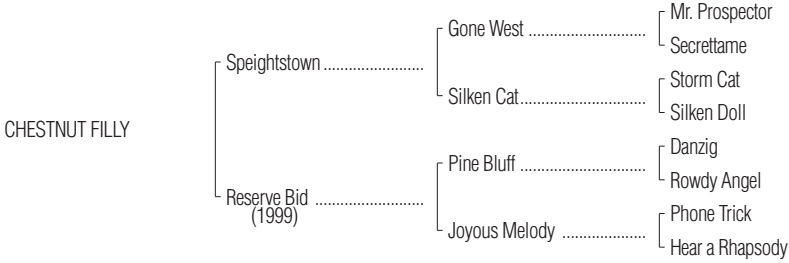 Mr. Prospector
Gone West ..............................
Secrettame
Speightstown .........................
Storm Cat
Silken Cat................................
Silken Doll
CHESTNUT FILLY
Danzig
Pine Bluff ................................
Rowdy Angel
Reserve Bid ...........................
(1999)
Phone Trick
Joyous Melody .....................
Hear a Rhapsody